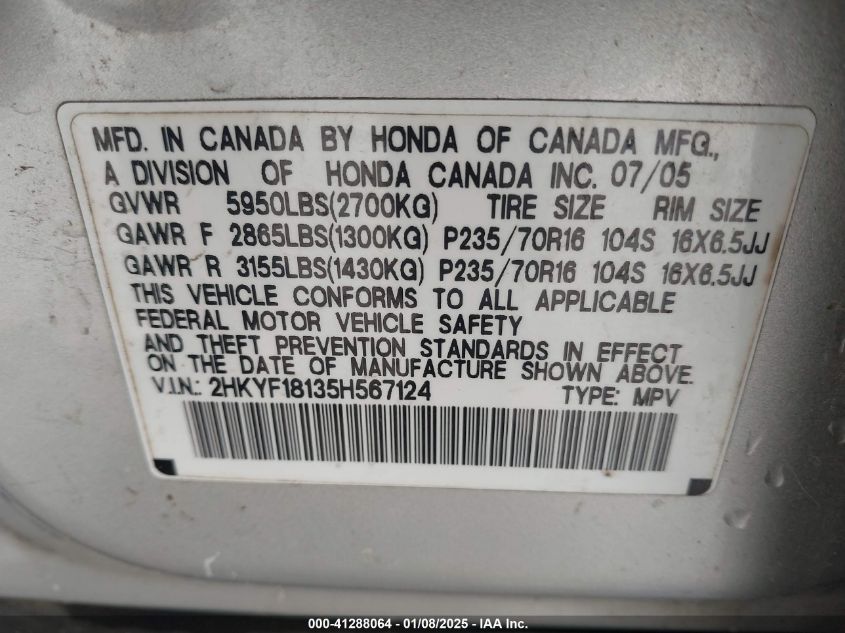 MFD. IN CANADA BY HONDA OF CANADA MFG.,
A DIVISION OF HONDA CANADA INC. 07/05
GVWR 5950LBS(2700KG) TIRE SIZE RIM SIZE
GAWR F 2865LBS(1300KG) P235/70R16 104S 16X6.5JJ
GAWR R 3155LBS(1430KG) P235/70R16 104S 16X6.5JJ
THIS VEHICLE CONFORMS TO ALL APPLICABLE
FEDERAL MOTOR VEHICLE SAFETY
AND THEFT PREVENTION STANDARDS IN EFFECT
ON THE DATE OF MANUFACTURE SHOWN ABOVE.
V.I.N.: 2HKYF18135H567124 TYPE: MPV
000-41288064 - 01/08/2025 - IAA Inc.